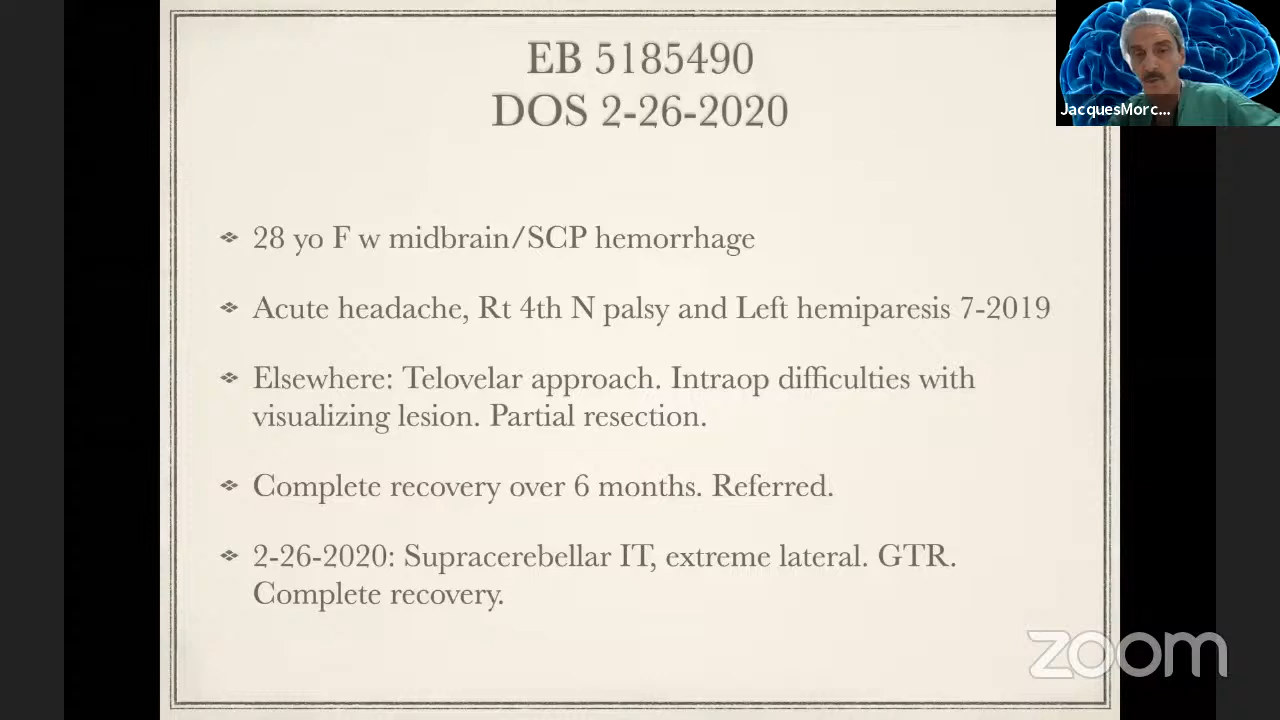 EB 5185490
DOS 2-26-2020
JacquesMorc...
❖ 28 yo F w midbrain/SCP hemorrhage
❖ Acute headache, Rt 4th N palsy and Left hemiparesis 7-2019
❖ Elsewhere: Telovelar approach. Intraop difficulties with
visualizing lesion. Partial resection.
❖ Complete recovery over 6 months. Referred.
❖ 2-26-2020: Supracerebellar IT, extreme lateral. GTR.
Complete recovery.
zoom